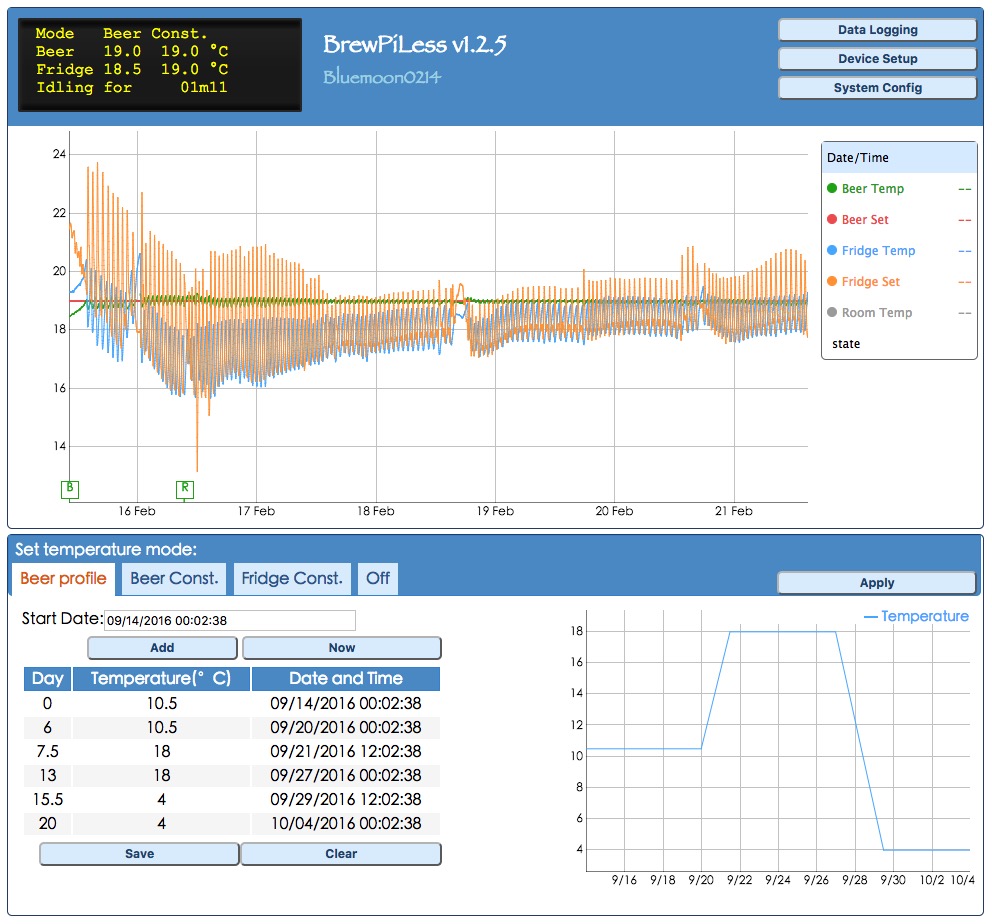 Mode Beer Const.
Beer 19.0 19.0 °C
Fridge 18.5 19.0 °C
Idling for 01m11
BrewPiLess v1.2.5
Bluemoon0214
Data Logging
Device Setup
System Config
24
22
20
18
16
14
B
R
16 Feb 17 Feb 18 Feb 19 Feb 20 Feb 21 Feb
Date/Time
Beer Temp --
Beer Set --
Fridge Temp --
Fridge Set --
Room Temp --
state
Set temperature mode:
Beer profile Beer Const. Fridge Const. Off
Apply
Start Date: 09/14/2016 00:02:38
Add Now
Day Temperature(° C) Date and Time
0 10.5 09/14/2016 00:02:38
6 10.5 09/20/2016 00:02:38
7.5 18 09/21/2016 12:02:38
13 18 09/27/2016 00:02:38
15.5 4 09/29/2016 12:02:38
20 4 10/04/2016 00:02:38
Save Clear
Temperature
18
16
14
12
10
8
6
4
9/16 9/18 9/20 9/22 9/24 9/26 9/28 9/30 10/2 10/4